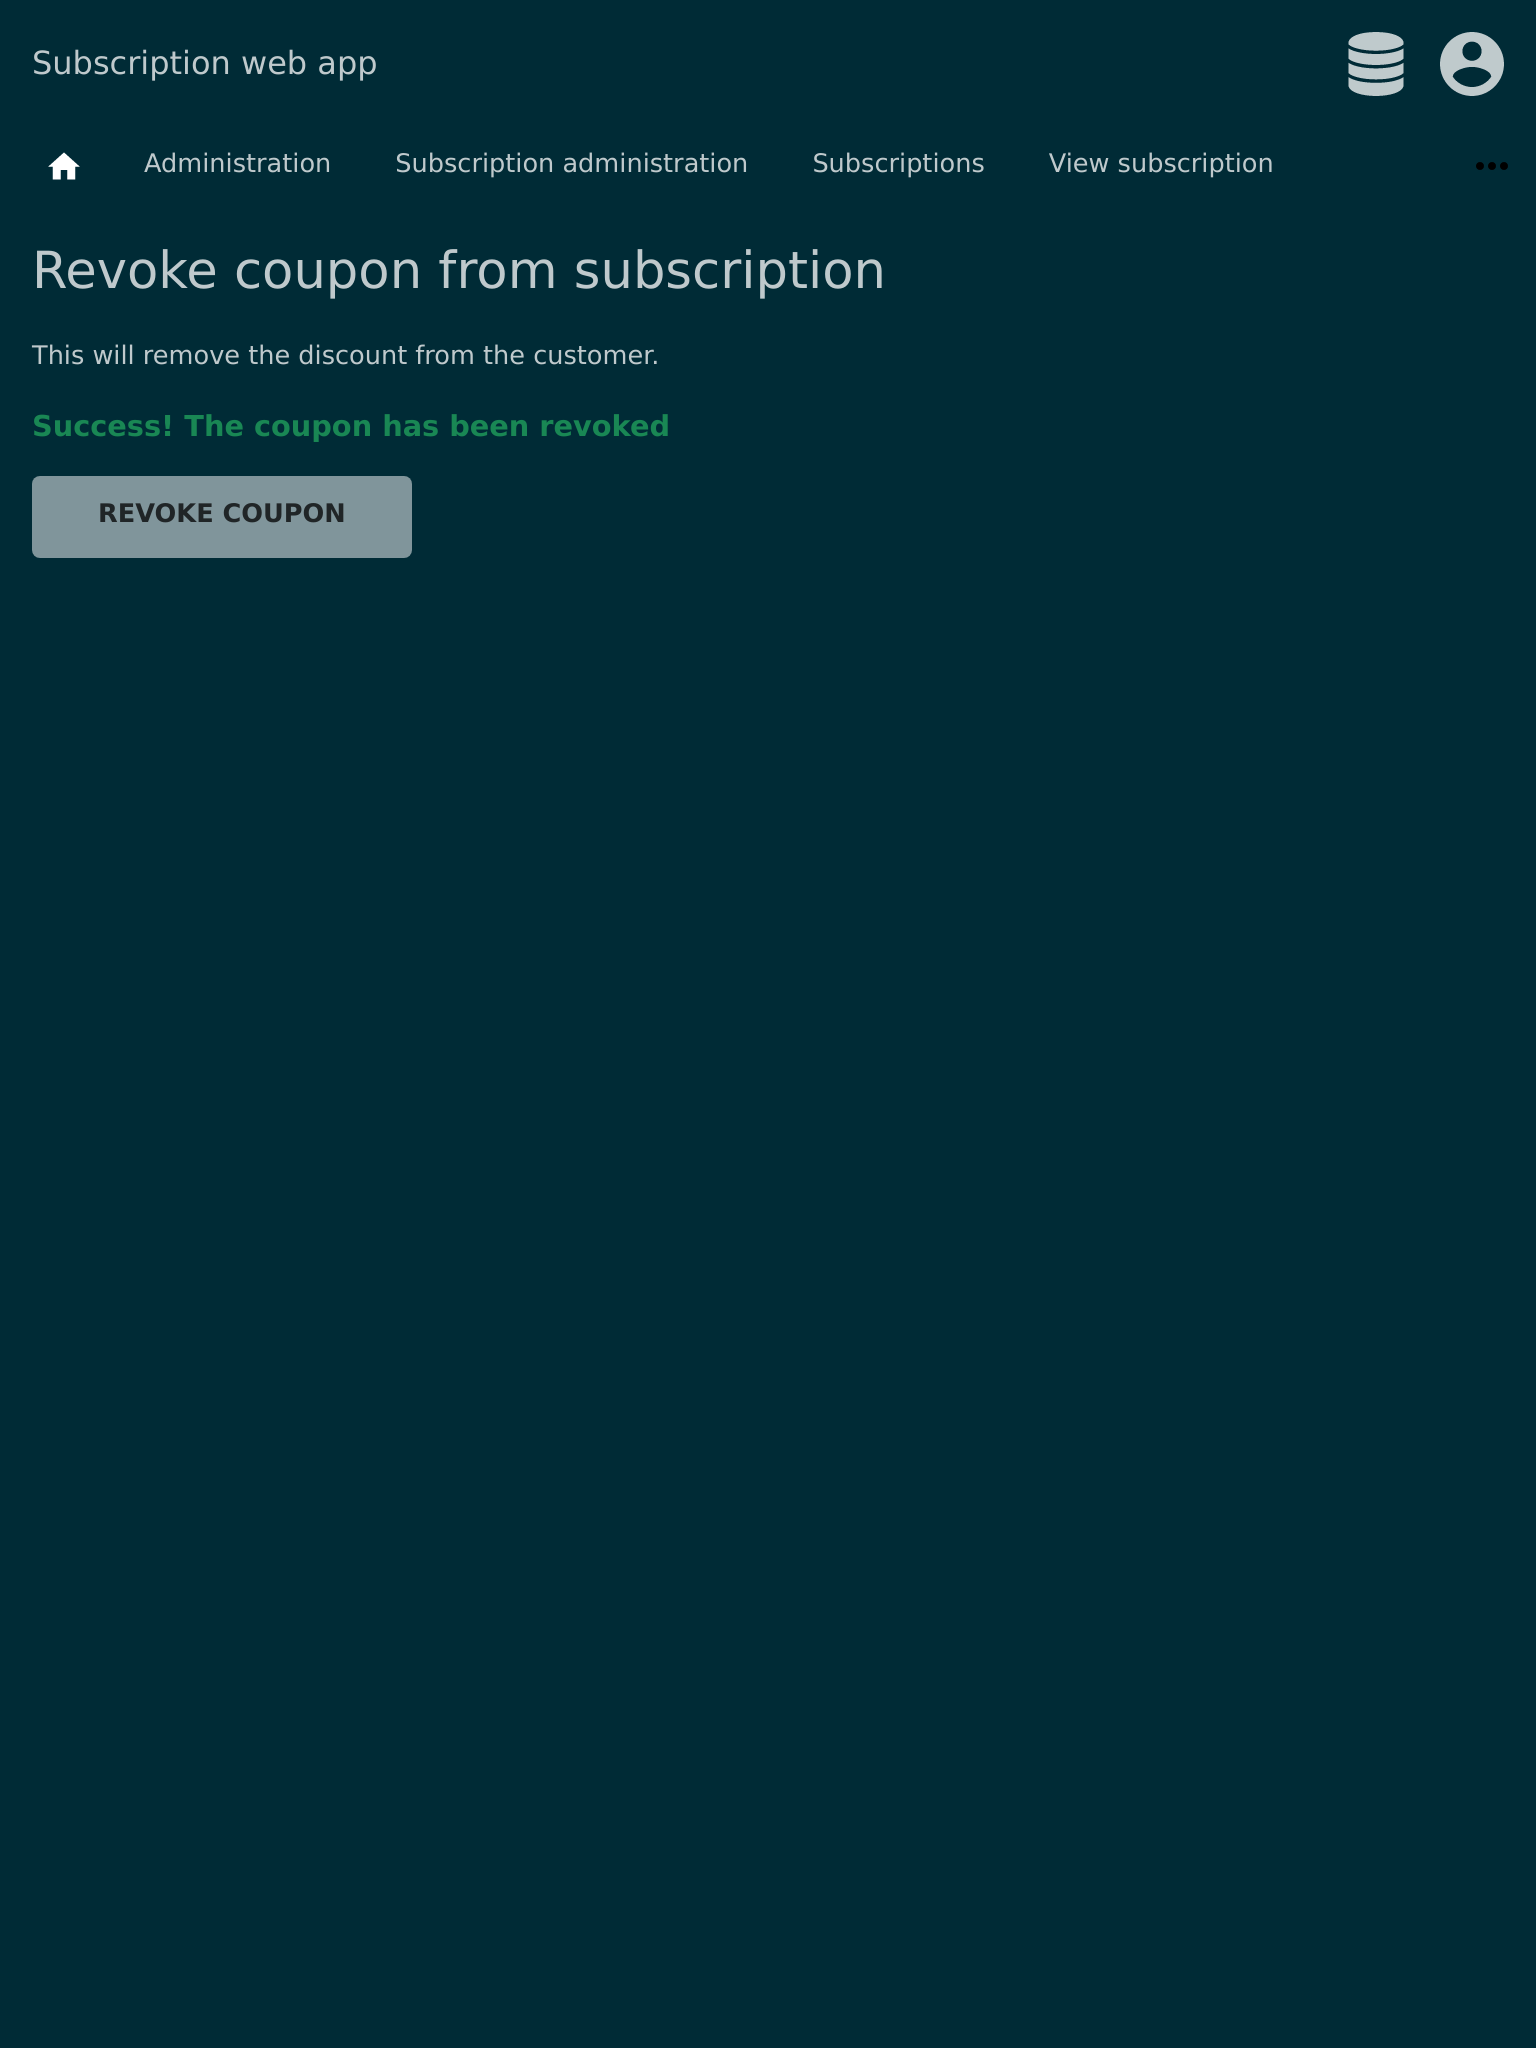 Subscription web app
Administration Subscription administration Subscriptions View subscription
Revoke coupon from subscription
This will remove the discount from the customer.
Success! The coupon has been revoked
REVOKE COUPON